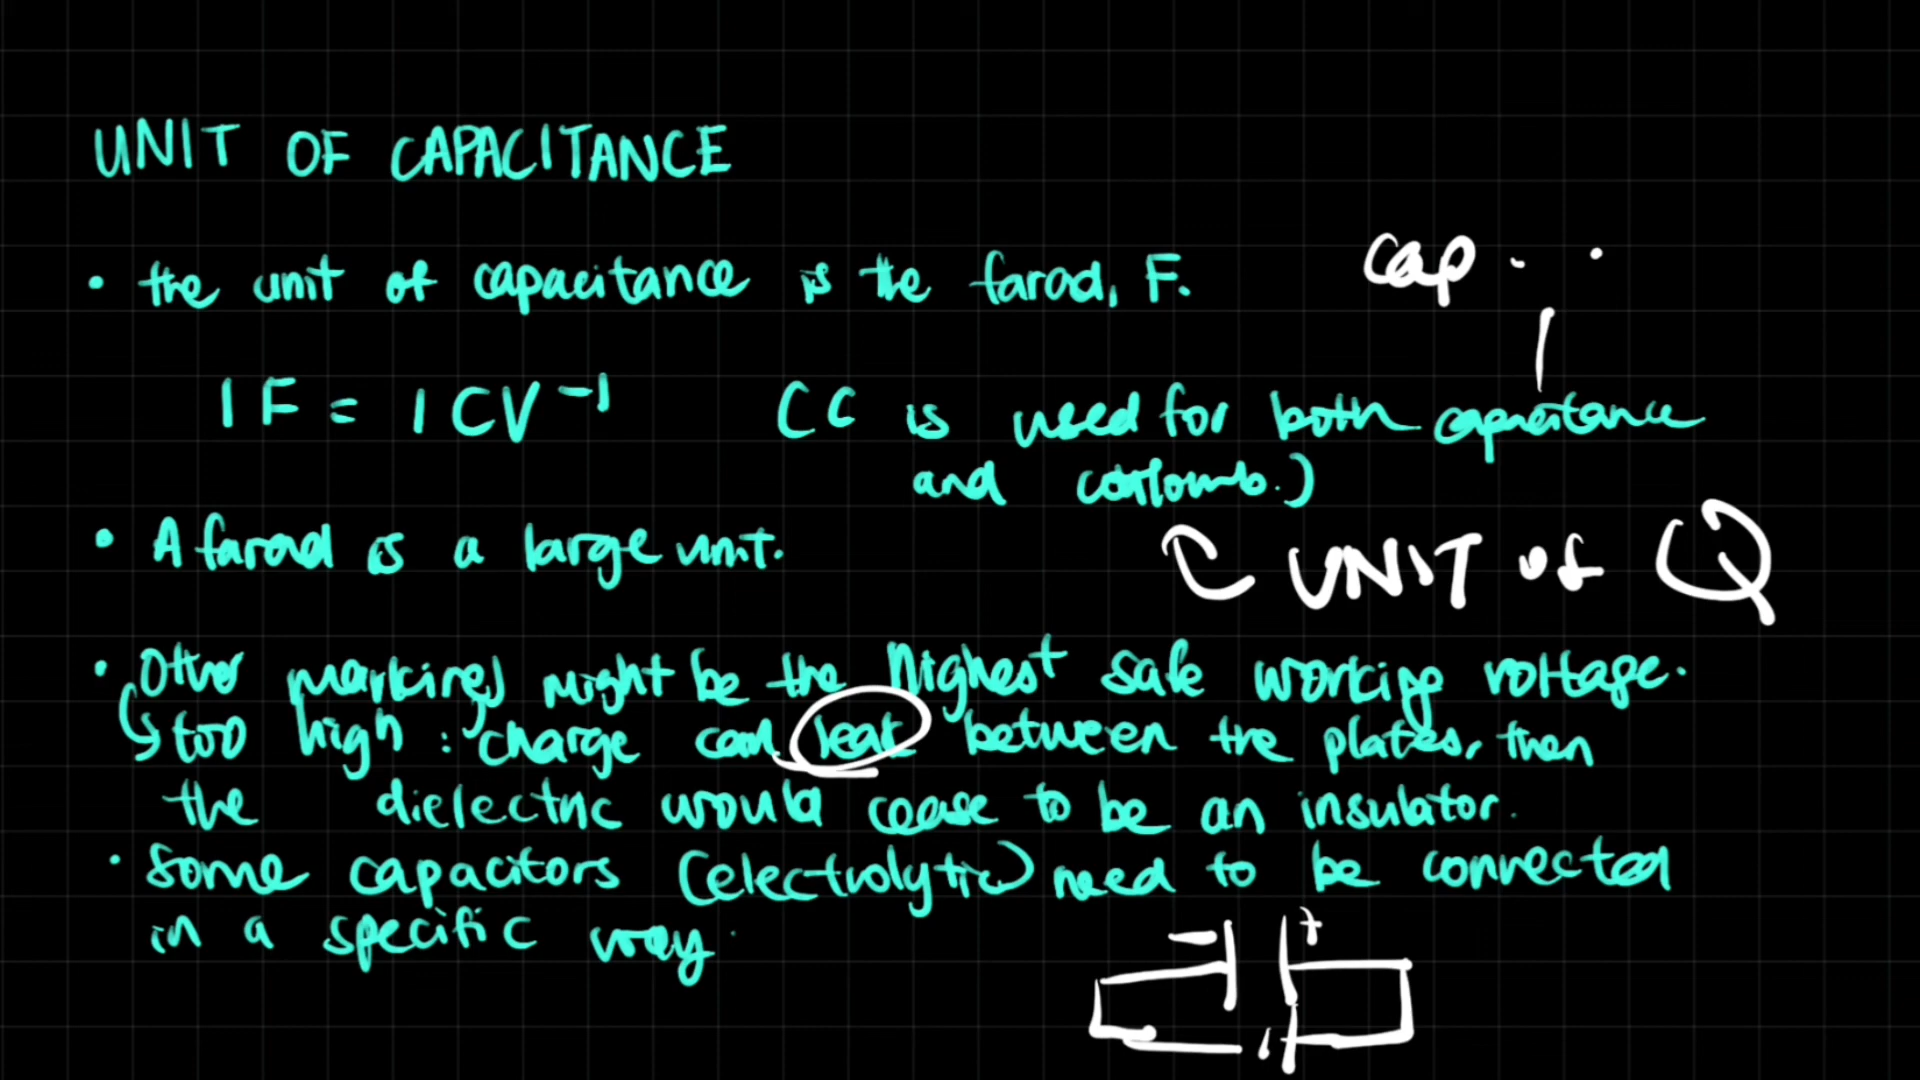 UNIT OF CAPACITANCE
• the unit of capacitance is the farad, F.
cap . .
1 F = 1 CV⁻¹ (C is used for both capacitance
and coulomb.)
• A farad is a large unit.
C UNIT of Q
• Other markings might be the highest safe working voltage.
↳ too high : charge can leak between the plates, then
the dielectric would cease to be an insulator.
• Some capacitors (electrolytic) need to be connected
in a specific way.
− +